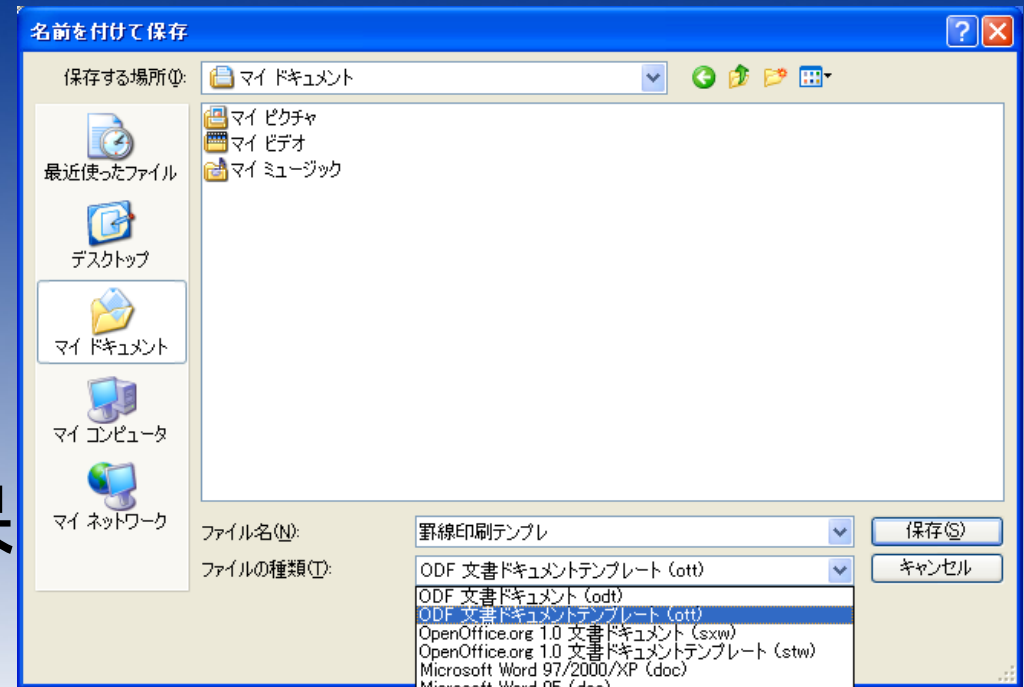 名前を付けて保存
保存する場所(I):
マイ ドキュメント
マイ ピクチャ
マイ ビデオ
マイ ミュージック
最近使ったファイル
デスクトップ
マイ ドキュメント
マイ コンピュータ
マイ ネットワーク
ファイル名(N):
罫線印刷テンプレ
保存(S)
ファイルの種類(T):
ODF 文書ドキュメントテンプレート (ott)
キャンセル
ODF 文書ドキュメント (odt)
ODF 文書ドキュメントテンプレート (ott)
OpenOffice.org 1.0 文書ドキュメント (sxw)
OpenOffice.org 1.0 文書ドキュメントテンプレート (stw)
Microsoft Word 97/2000/XP (doc)
Microsoft Word 95 (doc)